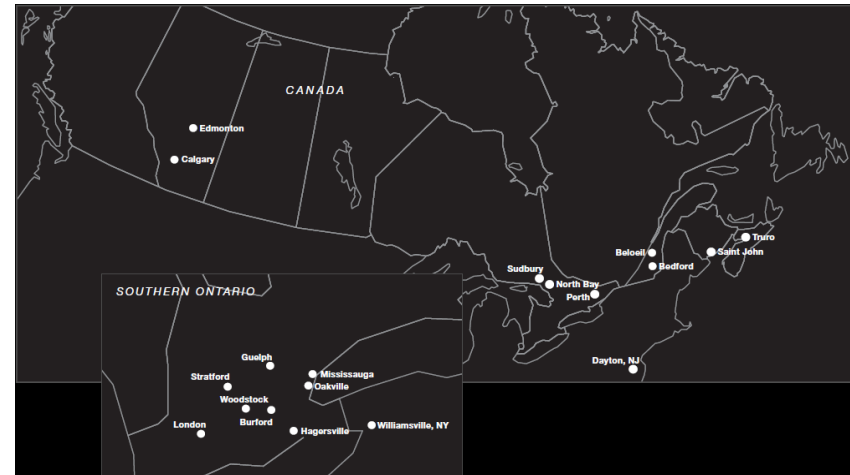 CANADA
Edmonton
Calgary
Truro
Beloeil
Saint John
Bedford
Sudbury
North Bay
Perth
SOUTHERN ONTARIO
Guelph
Dayton, NJ
Mississauga
Stratford
Oakville
Woodstock
Burford
London
Hagersville
Williamsville, NY